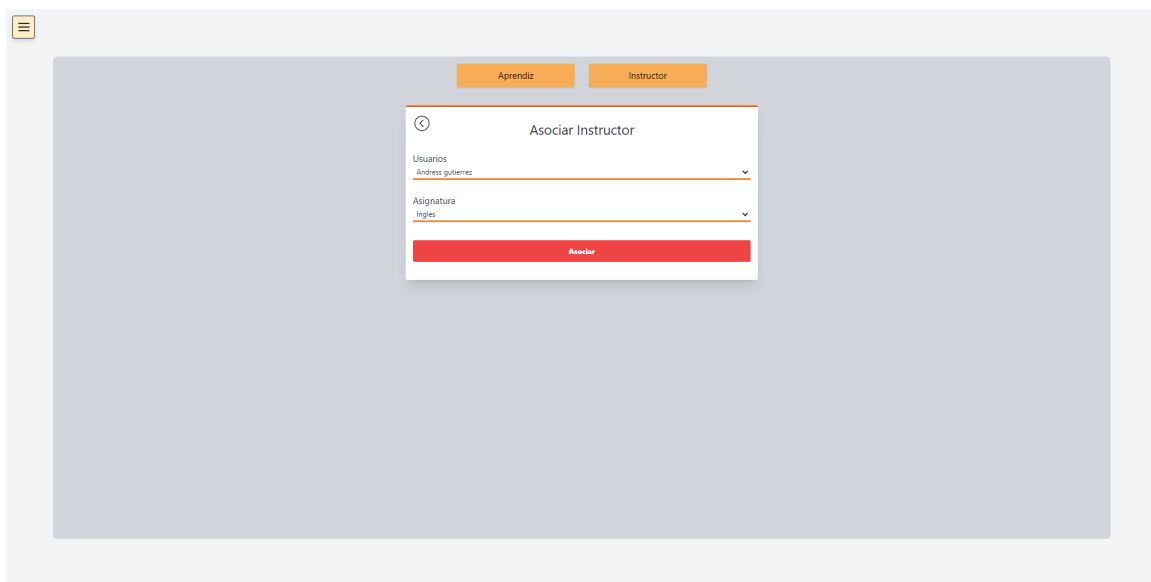 Aprendiz
Instructor
Asociar Instructor
Usuarios
Andress gutierrez
Asignatura
Ingles
Asociar